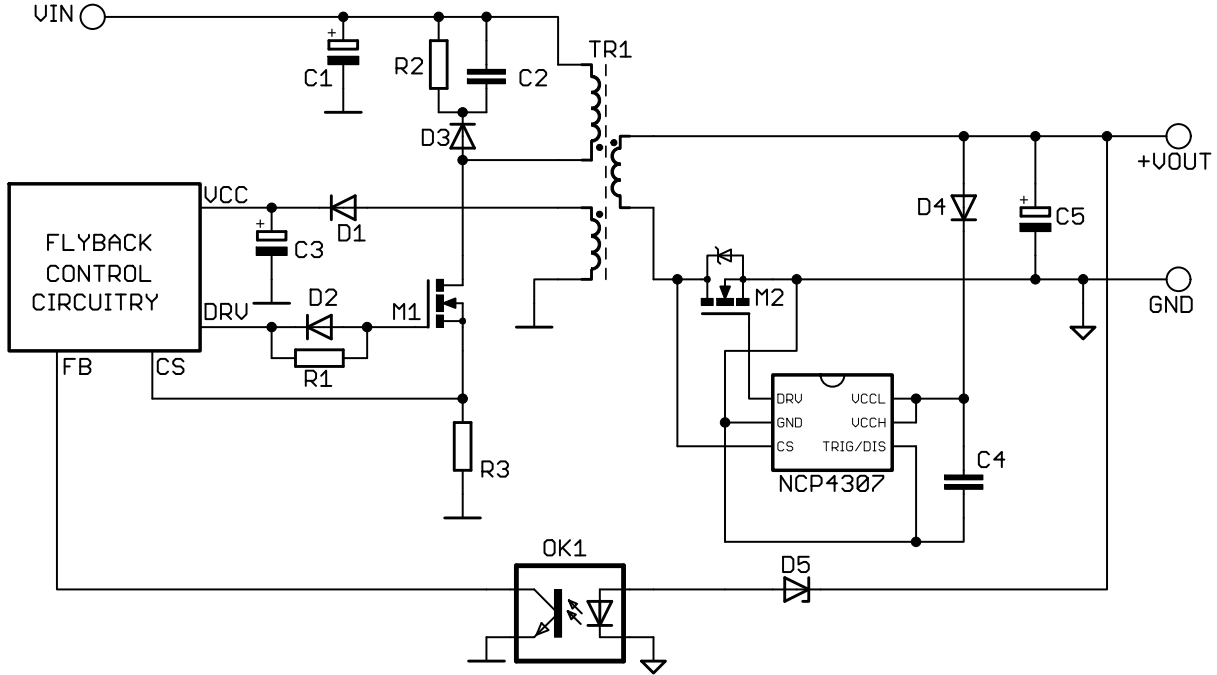 VIN
+
C1
R2
C2
TR1
D3
+VOUT
VCC
D1
+
C3
D4
+
C5
FLYBACK
CONTROL
CIRCUITRY
DRV
D2
R1
M1
M2
GND
FB
CS
DRV
GND
CS
VCCL
VCCH
TRIG/DIS
NCP4307
R3
C4
OK1
D5